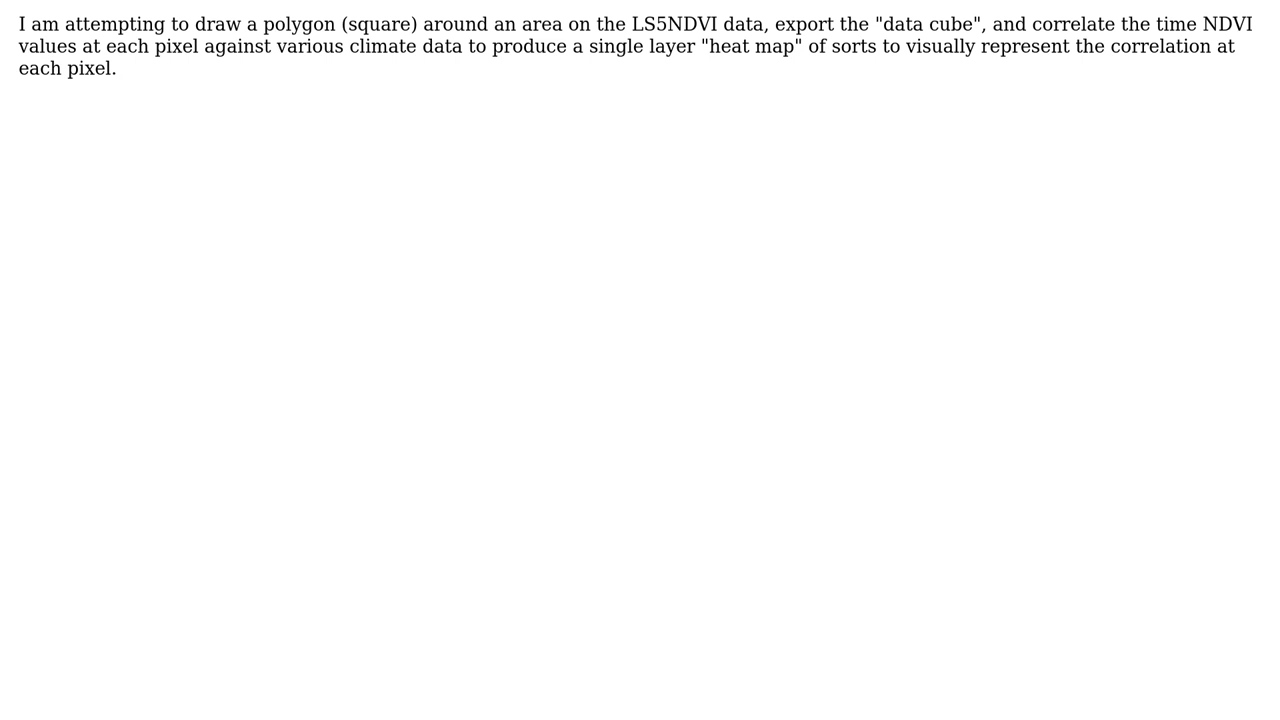 I am attempting to draw a polygon (square) around an area on the LS5NDVI data, export the "data cube", and correlate the time NDVI
values at each pixel against various climate data to produce a single layer "heat map" of sorts to visually represent the correlation at
each pixel.